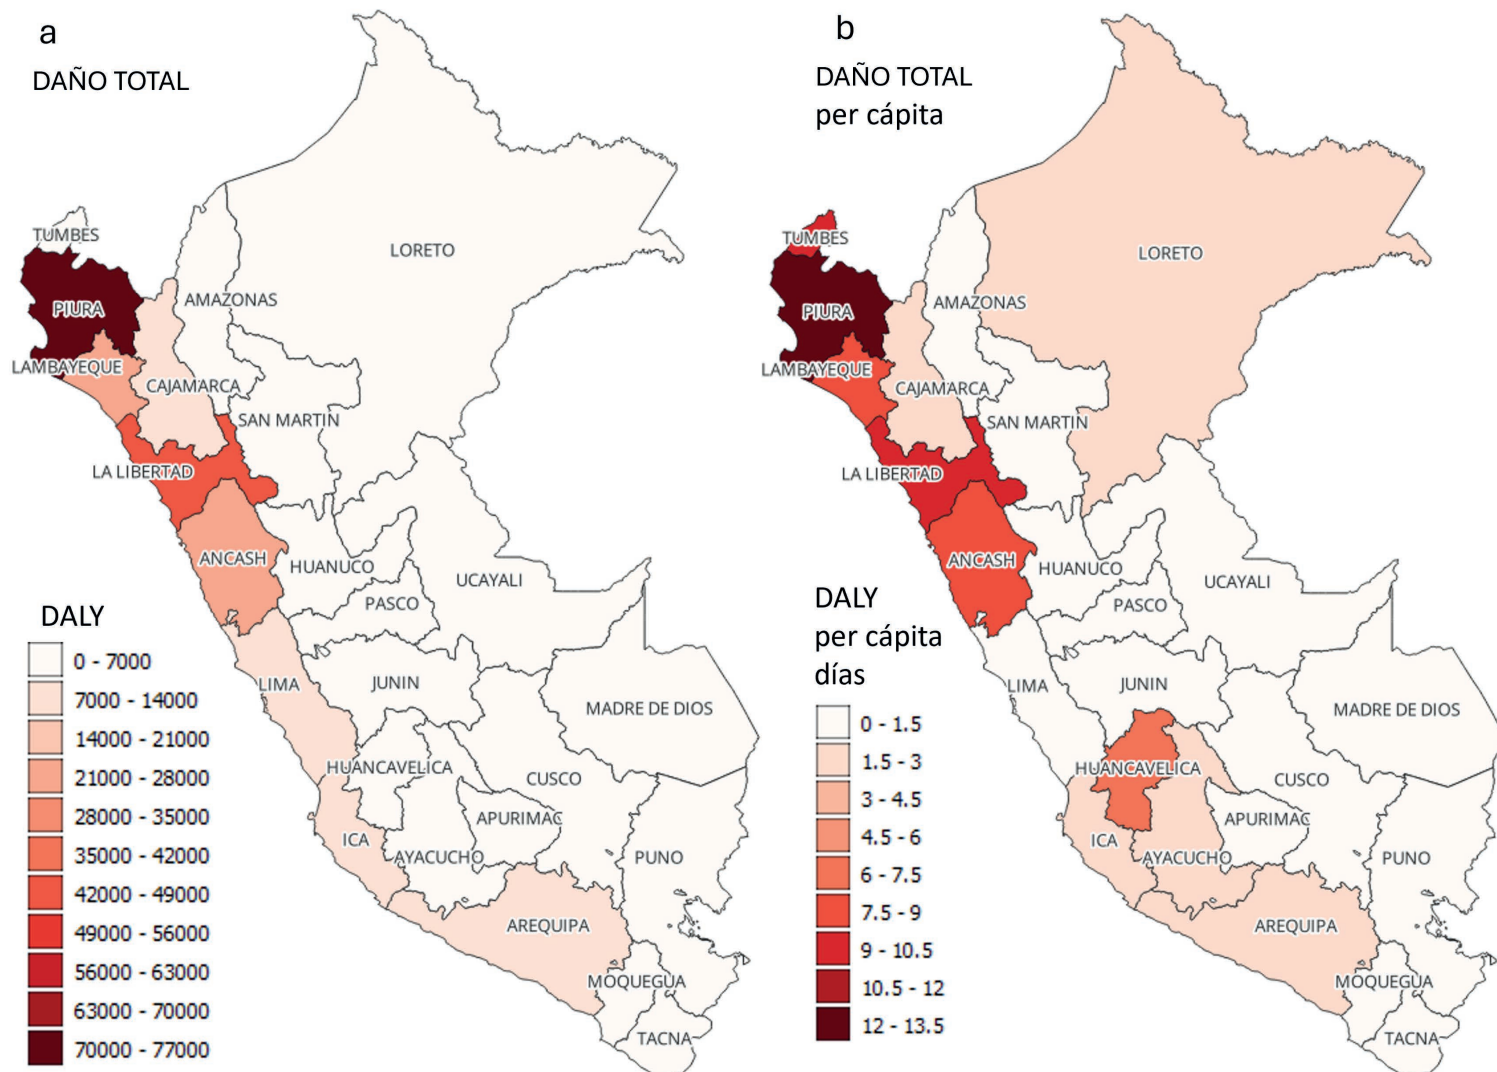 a
DAÑO TOTAL
TUMBES
LORETO
PIURA
AMAZONAS
LAMBAYEQUE
CAJAMARCA
SAN MARTIN
LA LIBERTAD
ANCASH
HUANUCO
UCAYALI
PASCO
LIMA
JUNIN
MADRE DE DIOS
HUANCAVELICA
CUSCO
APURIMAC
ICA
AYACUCHO
PUNO
AREQUIPA
MOQUEGUA
TACNA
DALY
0 - 7000
7000 - 14000
14000 - 21000
21000 - 28000
28000 - 35000
35000 - 42000
42000 - 49000
49000 - 56000
56000 - 63000
63000 - 70000
70000 - 77000
b
DAÑO TOTAL
per cápita
TUMBES
LORETO
PIURA
AMAZONAS
LAMBAYEQUE
CAJAMARCA
SAN MARTIN
LA LIBERTAD
ANCASH
HUANUCO
UCAYALI
PASCO
LIMA
JUNIN
MADRE DE DIOS
HUANCAVELICA
CUSCO
APURIMAC
ICA
AYACUCHO
PUNO
AREQUIPA
MOQUEGUA
TACNA
DALY
per cápita
días
0 - 1.5
1.5 - 3
3 - 4.5
4.5 - 6
6 - 7.5
7.5 - 9
9 - 10.5
10.5 - 12
12 - 13.5